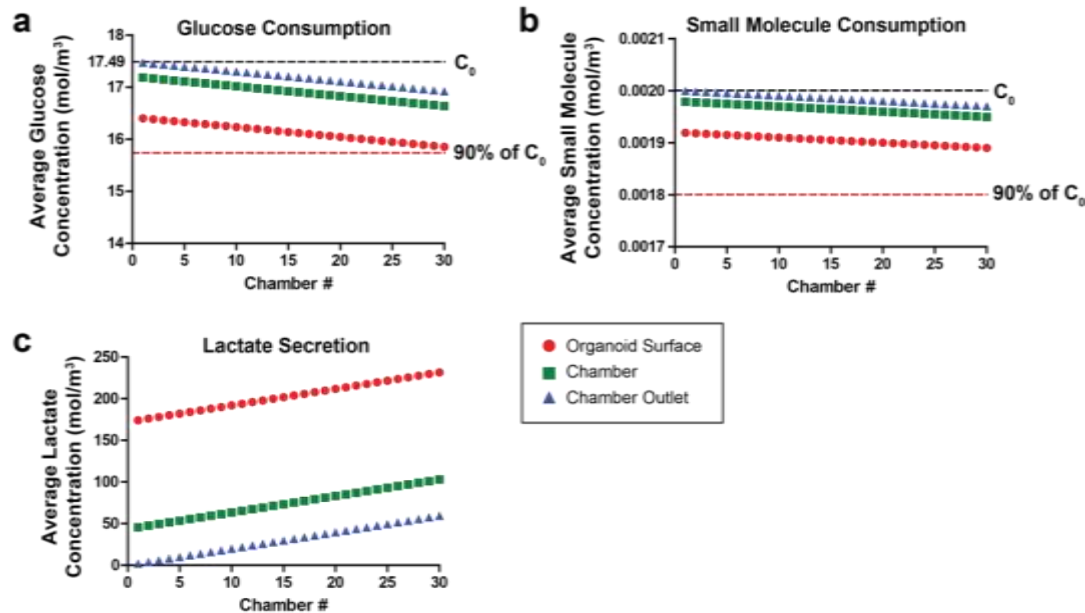 a
Glucose Consumption
Average Glucose
Concentration (mol/m³)
18
17.49
17
16
15
14
C₀
90% of C₀
0 5 10 15 20 25 30
Chamber #
b
Small Molecule Consumption
Average Small Molecule
Concentration (mol/m³)
0.0021
0.0020
0.0019
0.0018
0.0017
C₀
90% of C₀
0 5 10 15 20 25 30
Chamber #
c
Lactate Secretion
Average Lactate
Concentration (mol/m³)
250
200
150
100
50
0
0 5 10 15 20 25 30
Chamber #
Organoid Surface
Chamber
Chamber Outlet